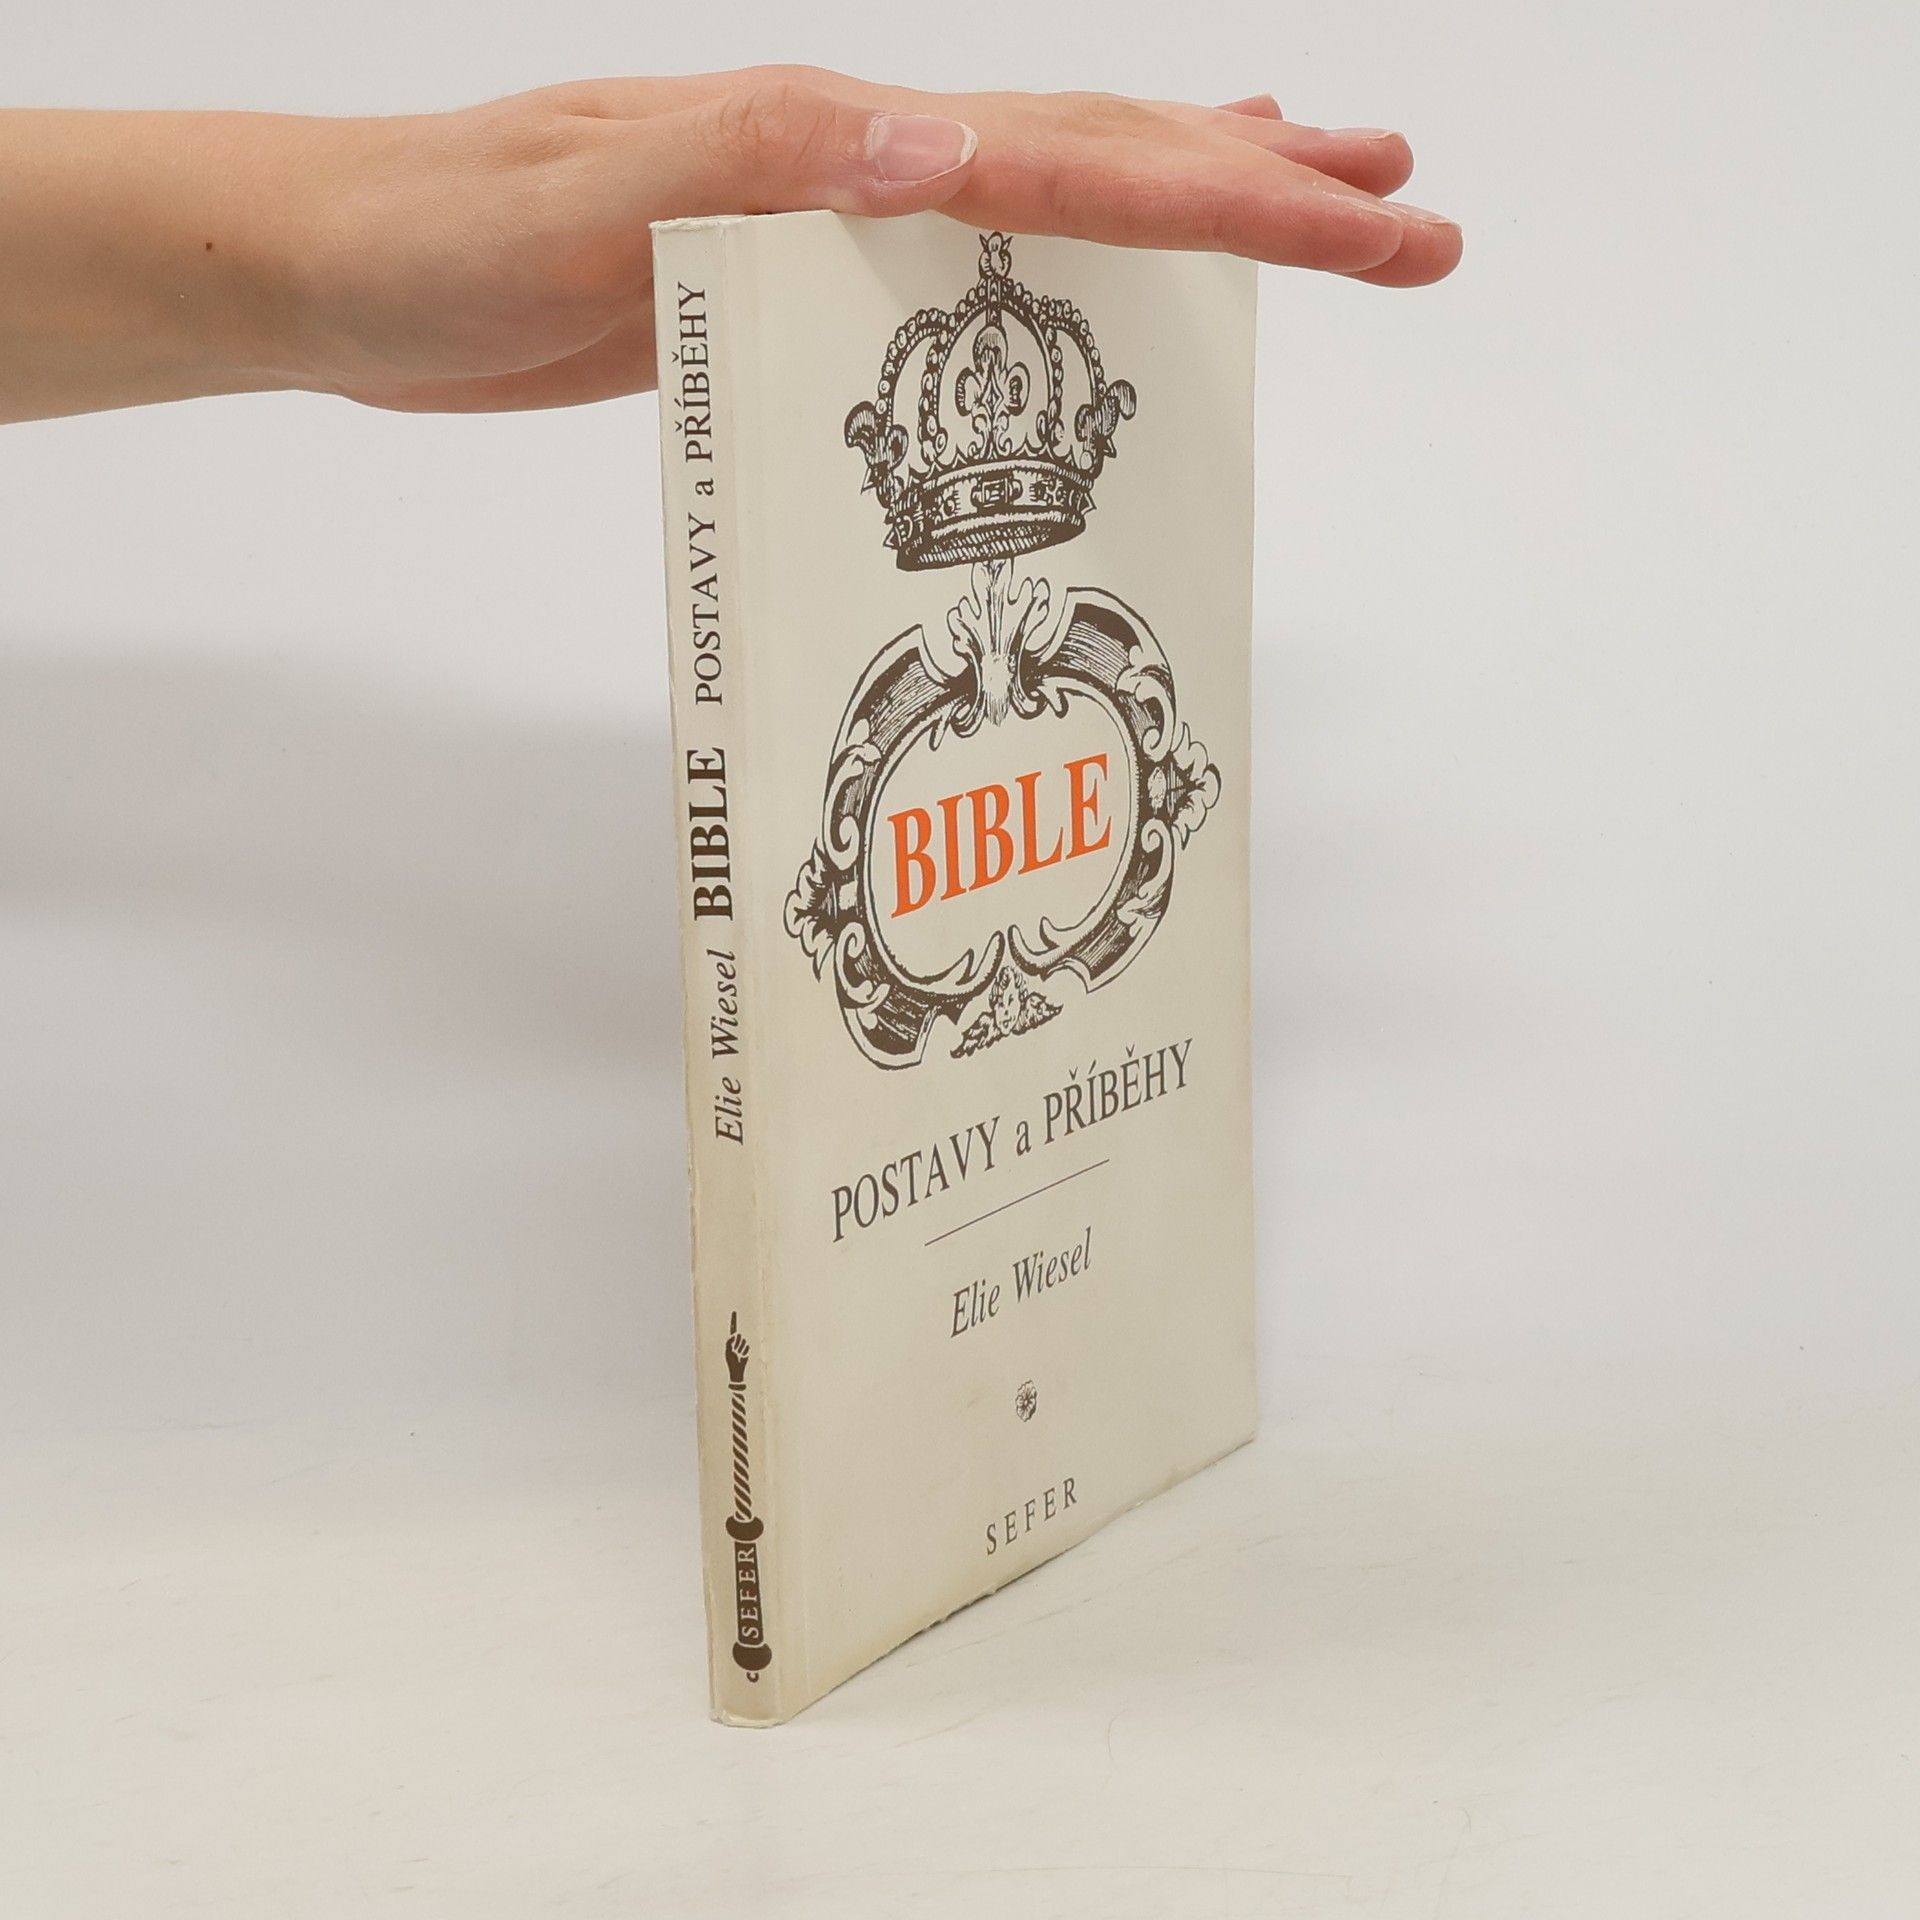 Elie Wiesel BIBLE POSTAVY a PŘÍBĚHY
SEFER
BIBLE
POSTAVY a PŘÍBĚHY
Elie Wiesel
SEFER